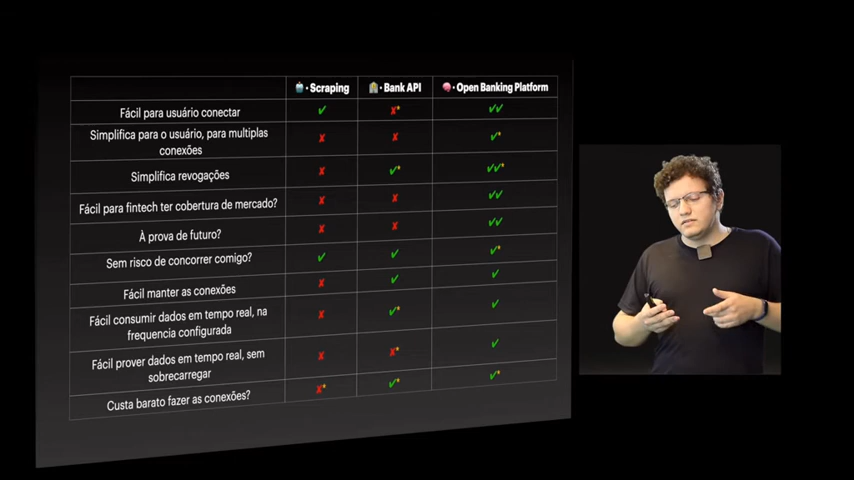 🤖 · Scraping
🏦 · Bank API
🧠 · Open Banking Platform
Fácil para usuário conectar ✓ ✘* ✓✓
Simplifica para o usuário, para multiplas
conexões ✘ ✘ ✓*
Simplifica revogações ✘ ✓* ✓✓*
Fácil para fintech ter cobertura de mercado? ✘ ✘ ✓✓
À prova de futuro? ✘ ✘ ✓✓
Sem risco de concorrer comigo? ✓ ✓ ✓*
Fácil manter as conexões ✘ ✓ ✓
Fácil consumir dados em tempo real, na
frequencia configurada ✘ ✓* ✓
Fácil prover dados em tempo real, sem
sobrecarregar ✘ ✘* ✓
Custa barato fazer as conexões? ✘* ✓* ✓*